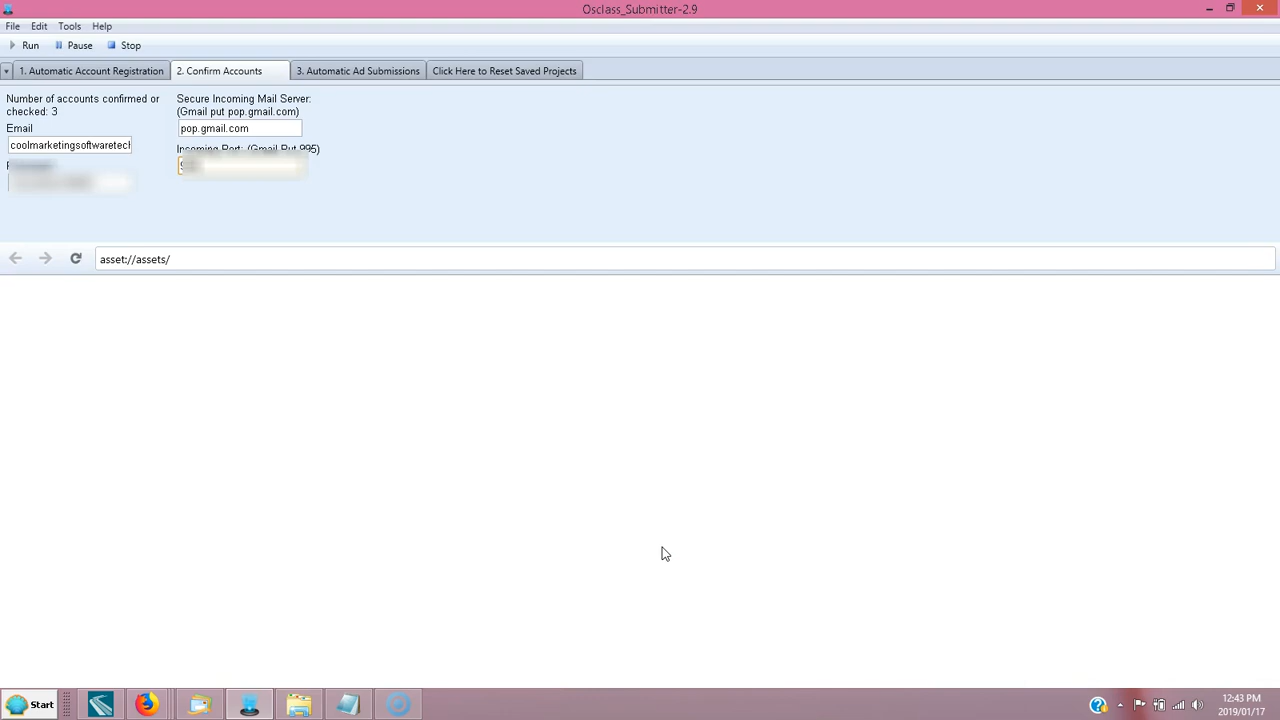 Osclass_Submitter-2.9
File Edit Tools Help
Run Pause Stop
1. Automatic Account Registration 2. Confirm Accounts 3. Automatic Ad Submissions Click Here to Reset Saved Projects
Number of accounts confirmed or
checked: 3
Email
coolmarketingsoftwaretech
Secure Incoming Mail Server:
(Gmail put pop.gmail.com)
pop.gmail.com
Incoming Port: (Gmail Put 995)
asset://assets/
Start
12:43 PM
2019/01/17